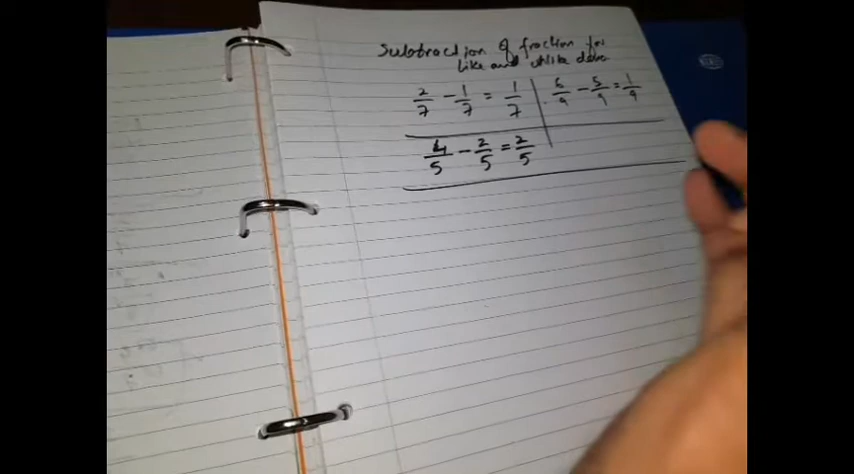 Subtraction of fraction for
like and unlike deno
2/7 - 1/7 = 1/7
6/9 - 5/9 = 1/9
4/5 - 2/5 = 2/5